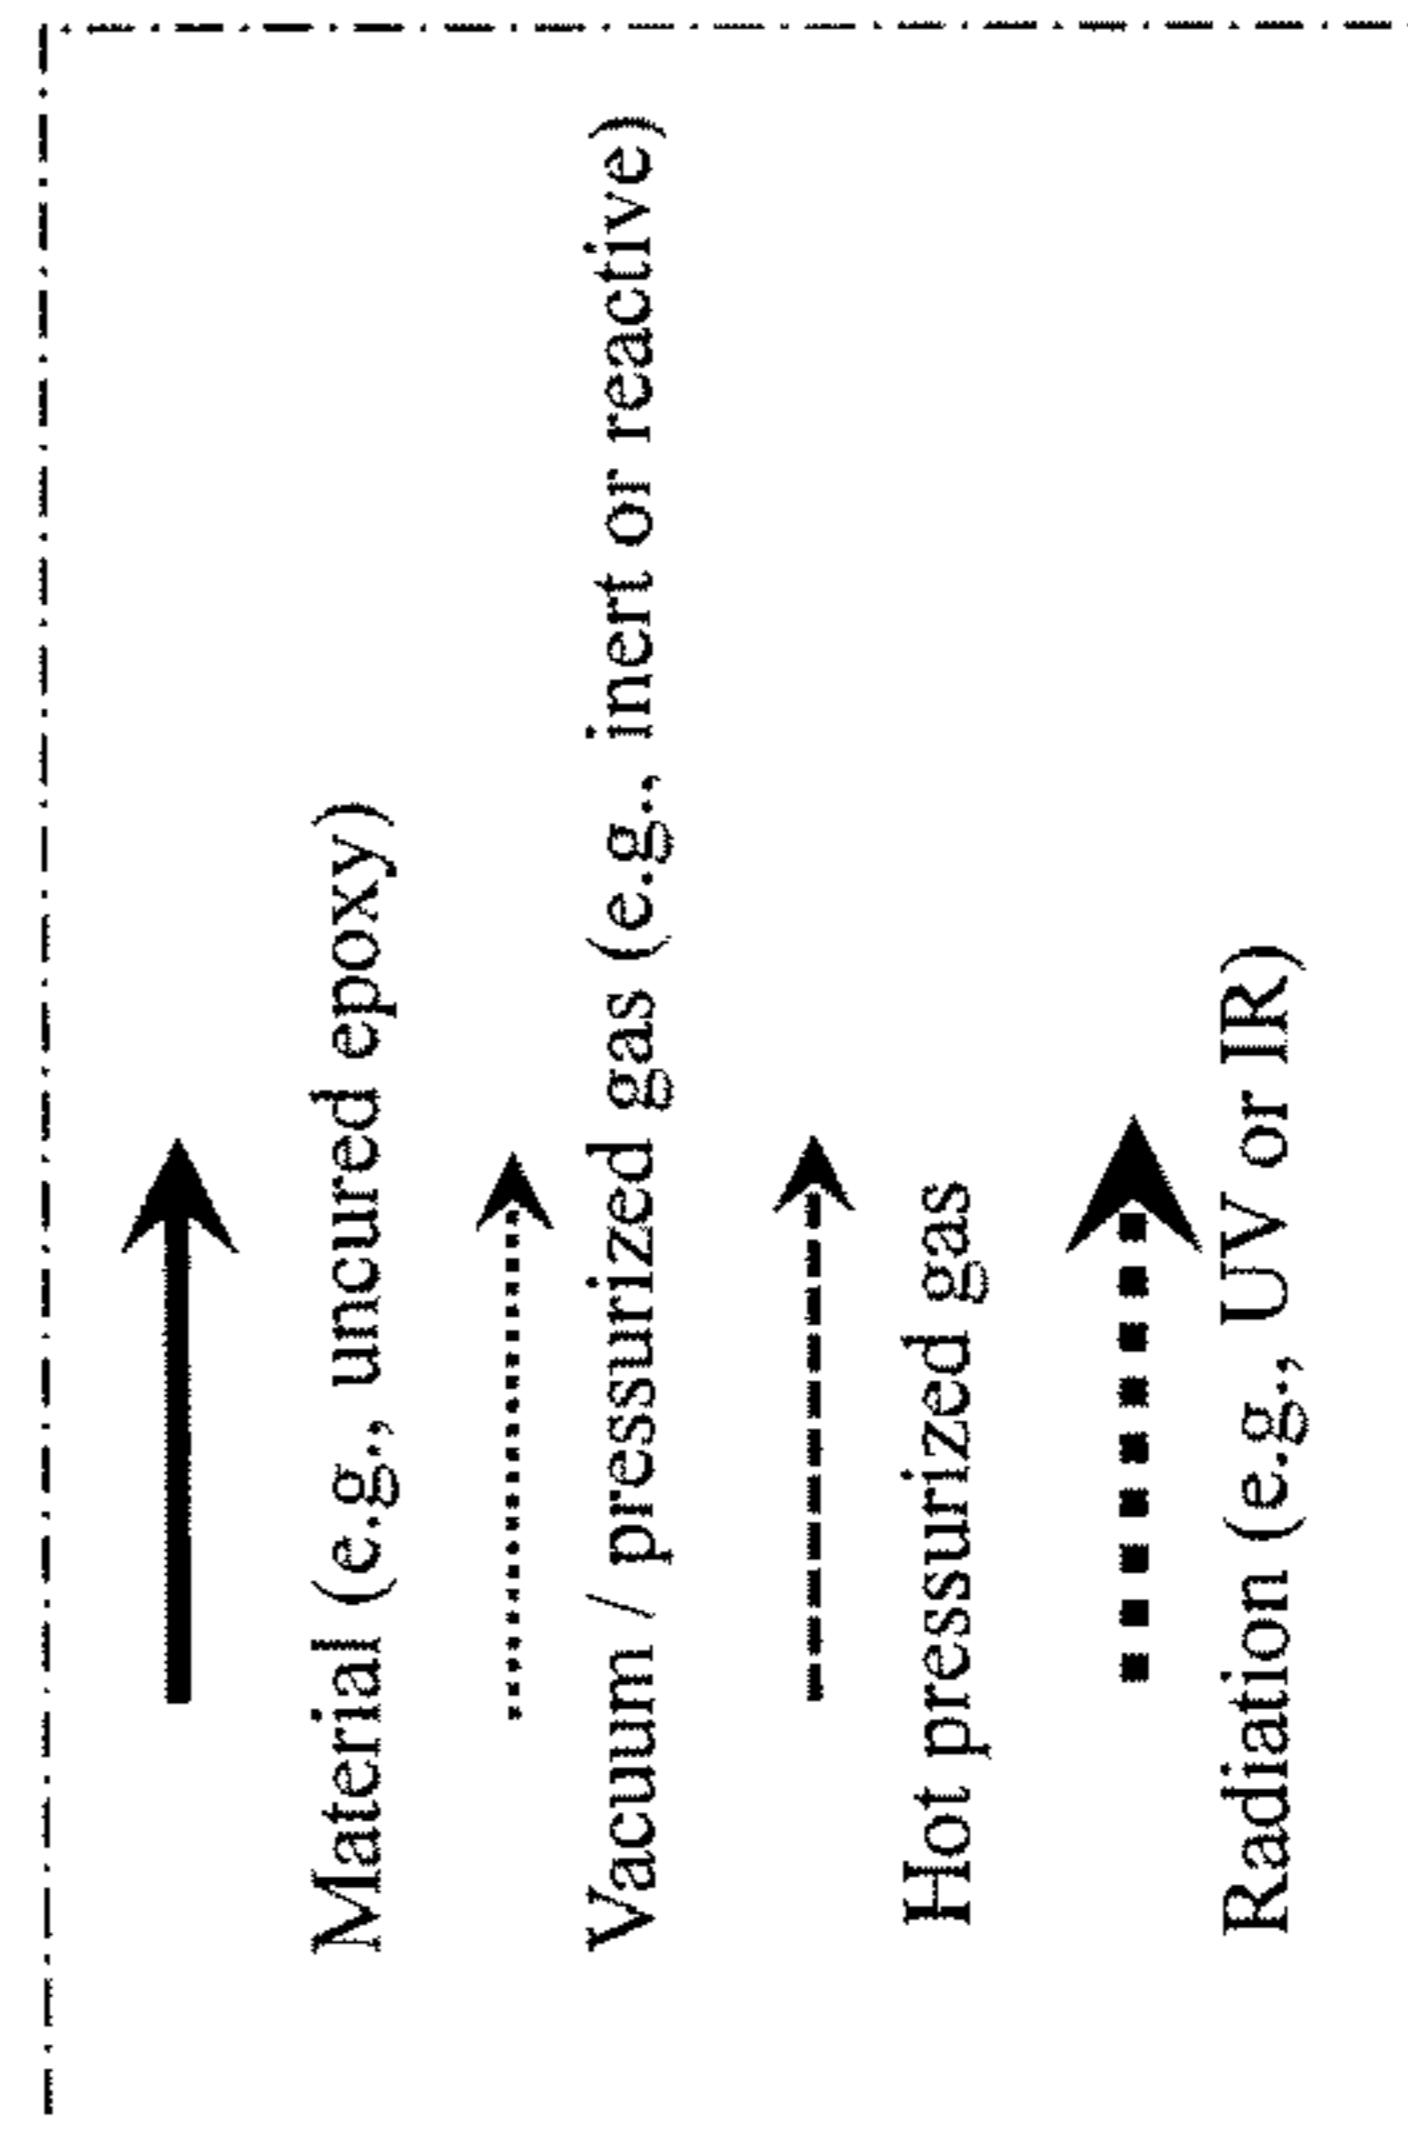 Material (e.g., uncured epoxy)
Vacuum / pressurized gas (e.g., inert or reactive)
Hot pressurized gas
Radiation (e.g., UV or IR)